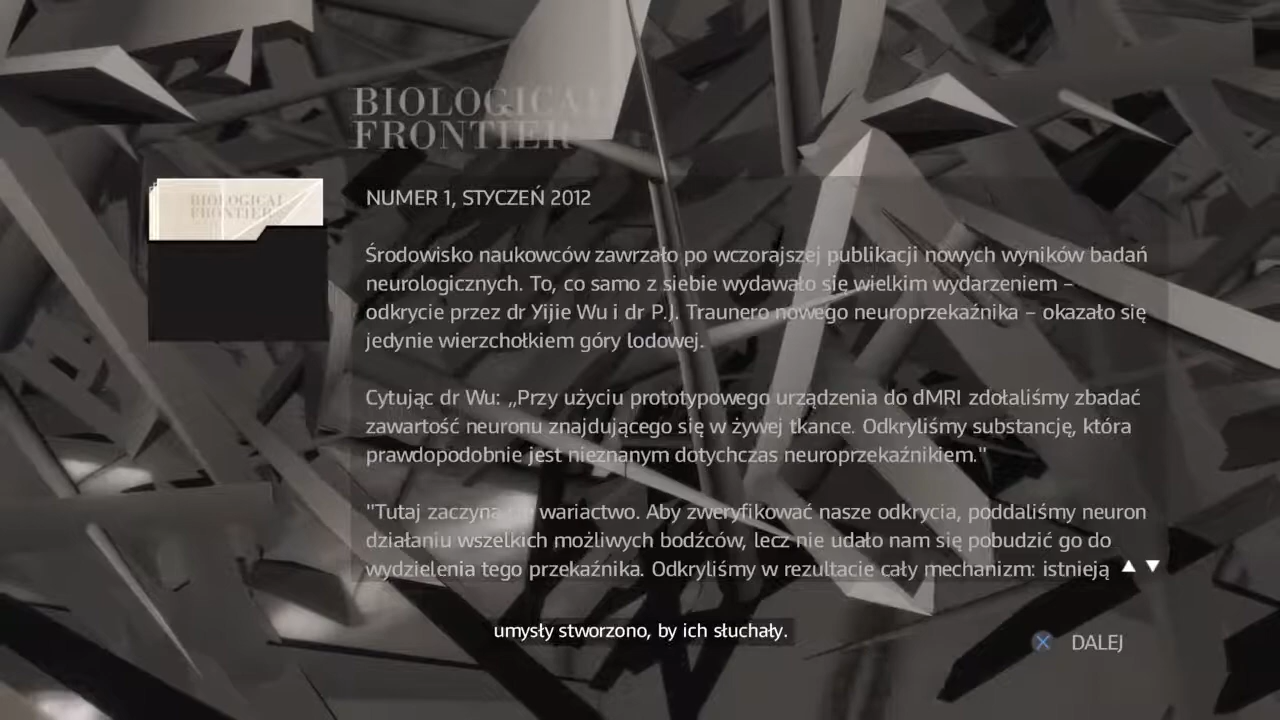 BIOLOGICAL
FRONTIER
BIOLOGICAL
FRONTIER
NUMER 1, STYCZEŃ 2012
Środowisko naukowców zawrzało po wczorajszej publikacji nowych wyników badań
neurologicznych. To, co samo z siebie wydawało się wielkim wydarzeniem –
odkrycie przez dr Yijie Wu i dr P.J. Traunero nowego neuroprzekaźnika – okazało się
jedynie wierzchołkiem góry lodowej.
Cytując dr Wu: „Przy użyciu prototypowego urządzenia do dMRI zdołaliśmy zbadać
zawartość neuronu znajdującego się w żywej tkance. Odkryliśmy substancję, która
prawdopodobnie jest nieznanym dotychczas neuroprzekaźnikiem."
"Tutaj zaczyna się wariactwo. Aby zweryfikować nasze odkrycia, poddaliśmy neuron
działaniu wszelkich możliwych bodźców, lecz nie udało nam się pobudzić go do
wydzielenia tego przekaźnika. Odkryliśmy w rezultacie cały mechanizm: istnieją
umysły stworzono, by ich słuchały.
DALEJ